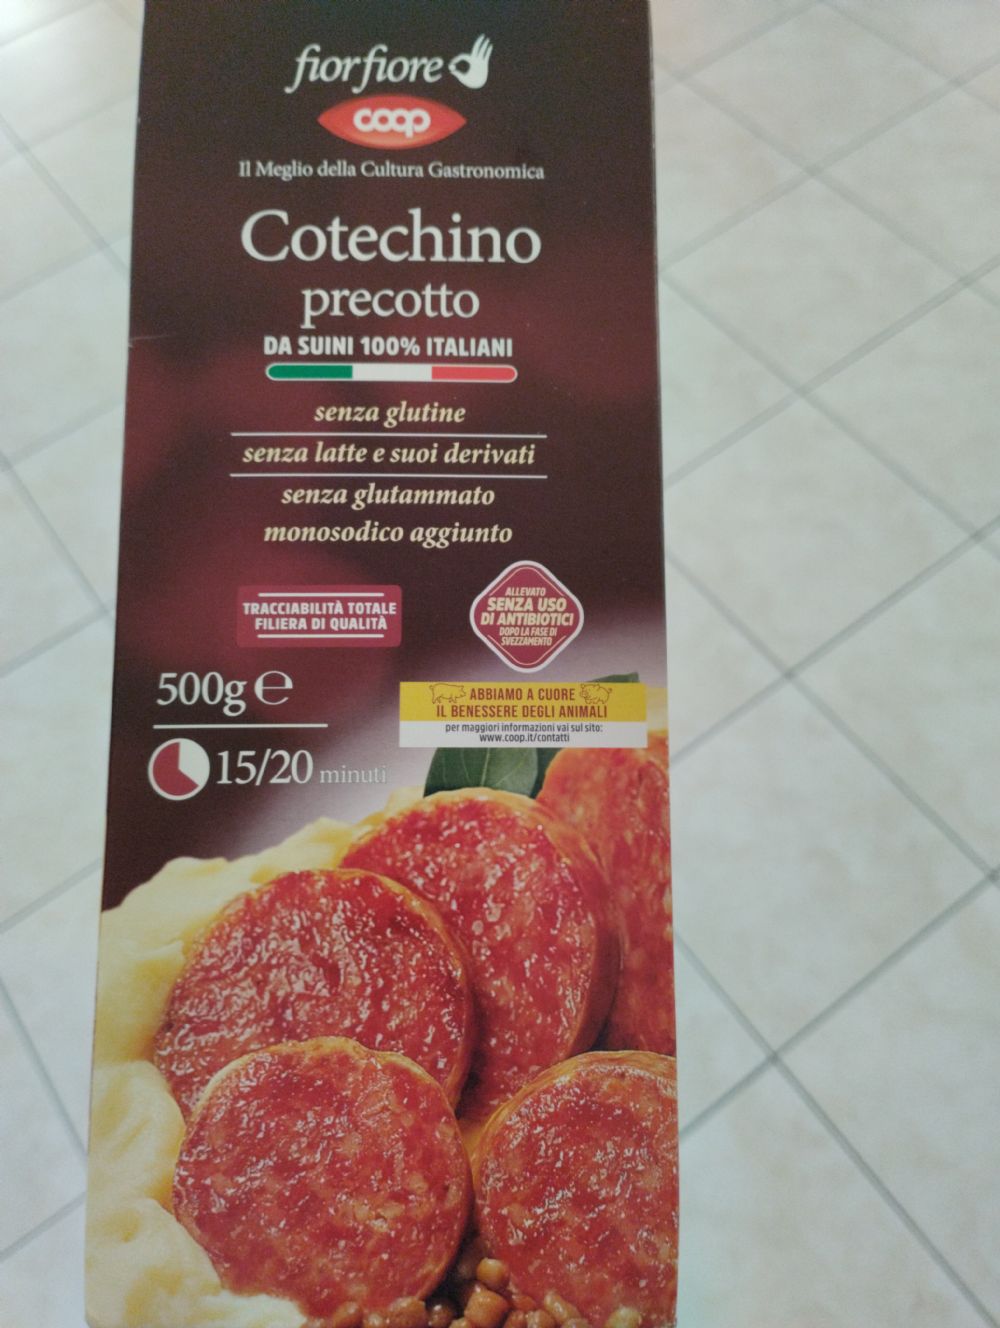 fiorfiore
coop
Il Meglio della Cultura Gastronomica
Cotechino
precotto
DA SUINI 100% ITALIANI
senza glutine
senza latte e suoi derivati
senza glutammato
monosodico aggiunto
TRACCIABILITÀ TOTALE
FILIERA DI QUALITÀ
ALLEVATO
SENZA USO
DI ANTIBIOTICI
DOPO LA FASE DI
SVEZZAMENTO
500g e
ABBIAMO A CUORE
IL BENESSERE DEGLI ANIMALI
per maggiori informazioni vai sul sito:
www.coop.it/contatti
15/20 minuti